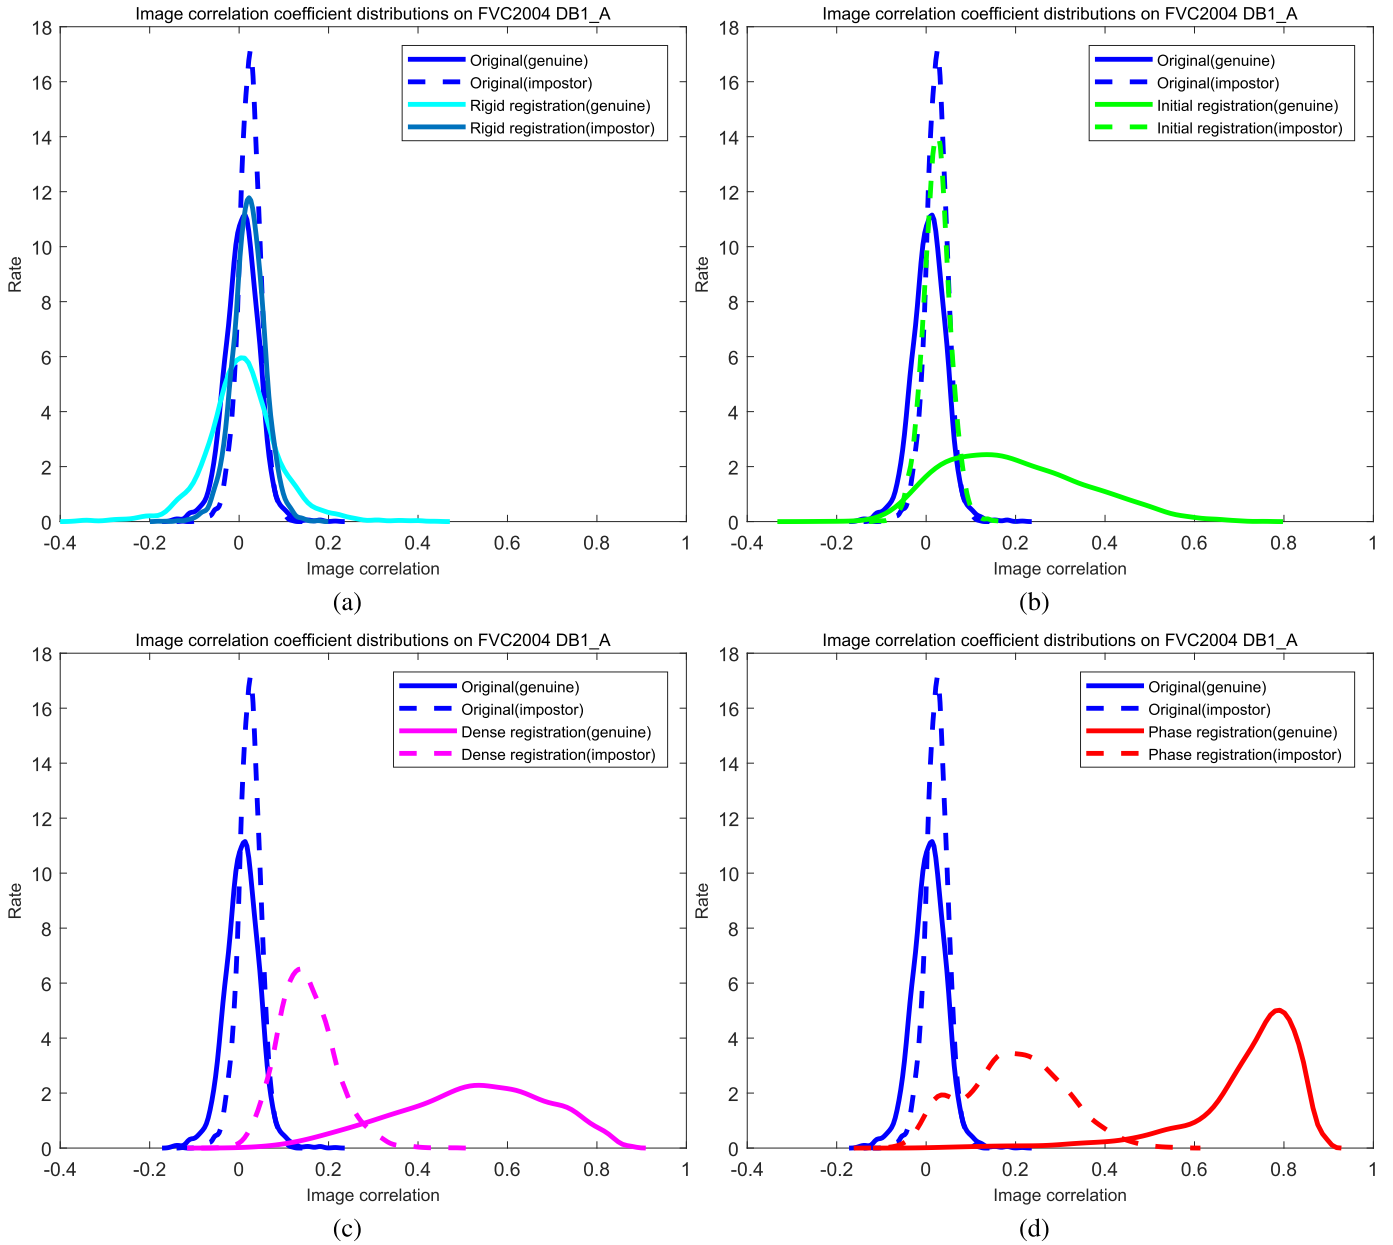 Image correlation coefficient distributions on FVC2004 DB1_A
18
16
14
12
10
8
6
4
2
0
Rate
Original(genuine)
Original(impostor)
Rigid registration(genuine)
Rigid registration(impostor)
-0.4 -0.2 0 0.2 0.4 0.6 0.8 1
Image correlation
(a)
Image correlation coefficient distributions on FVC2004 DB1_A
18
16
14
12
10
8
6
4
2
0
Rate
Original(genuine)
Original(impostor)
Initial registration(genuine)
Initial registration(impostor)
-0.4 -0.2 0 0.2 0.4 0.6 0.8 1
Image correlation
(b)
Image correlation coefficient distributions on FVC2004 DB1_A
18
16
14
12
10
8
6
4
2
0
Rate
Original(genuine)
Original(impostor)
Dense registration(genuine)
Dense registration(impostor)
-0.4 -0.2 0 0.2 0.4 0.6 0.8 1
Image correlation
(c)
Image correlation coefficient distributions on FVC2004 DB1_A
18
16
14
12
10
8
6
4
2
0
Rate
Original(genuine)
Original(impostor)
Phase registration(genuine)
Phase registration(impostor)
-0.4 -0.2 0 0.2 0.4 0.6 0.8 1
Image correlation
(d)